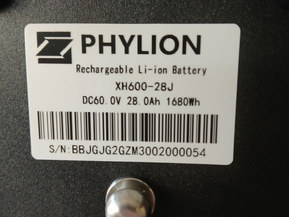 PHYLION
Rechargeable Li-ion Battery
XH600-28J
DC60.0V 28.0Ah 1680Wh
S/N:BBJGJG2GZM3002000054